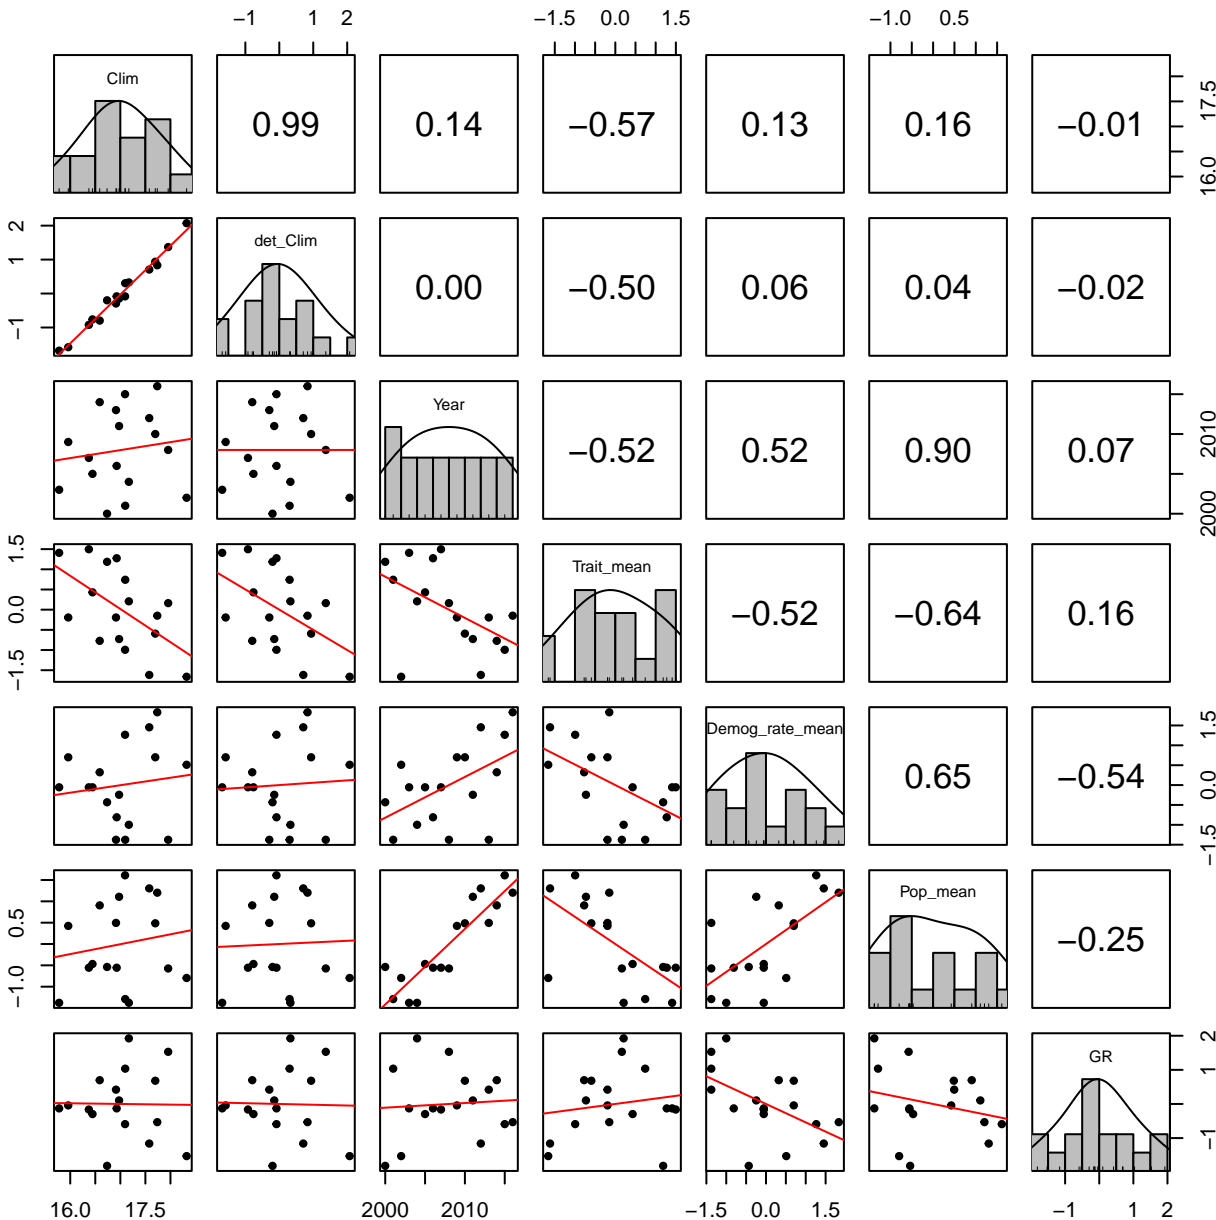 −1 1 2 −1.5 0.0 1.5 −1.0 0.5
Clim
0.99 0.14 −0.57 0.13 0.16 −0.01
16.0 17.5
−1 1 2
det_Clim
0.00 −0.50 0.06 0.04 −0.02
Year
−0.52 0.52 0.90 0.07
2000 2010
−1.5 0.0 1.5
Trait_mean
−0.52 −0.64 0.16
Demog_rate_mean
0.65 −0.54
−1.5 0.0 1.5
−1.0 0.5
Pop_mean
−0.25
GR
−1 1 2
16.0 17.5 2000 2010 −1.5 0.0 1.5 −1 1 2